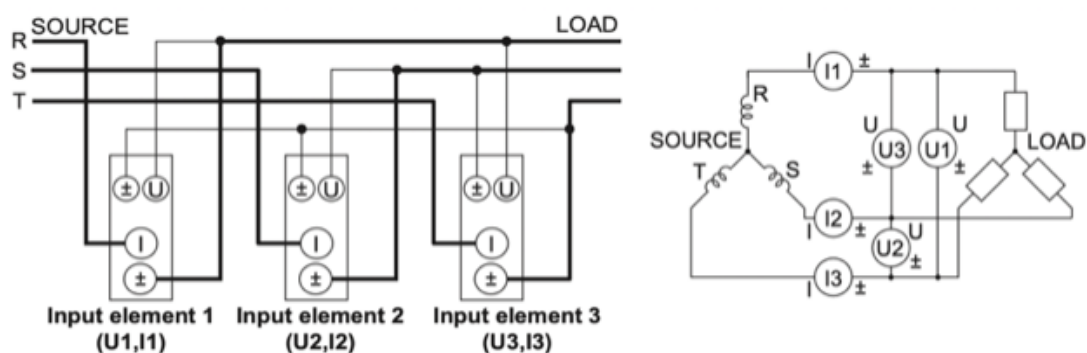 SOURCE
LOAD
R
S
T
± U
± U
± U
I
I
I
±
±
±
Input element 1
(U1,I1)
Input element 2
(U2,I2)
Input element 3
(U3,I3)
I I1 ±
R
SOURCE
T
S
U
U3
±
U
U1
±
LOAD
I I2 ±
U
U2
±
I I3 ±